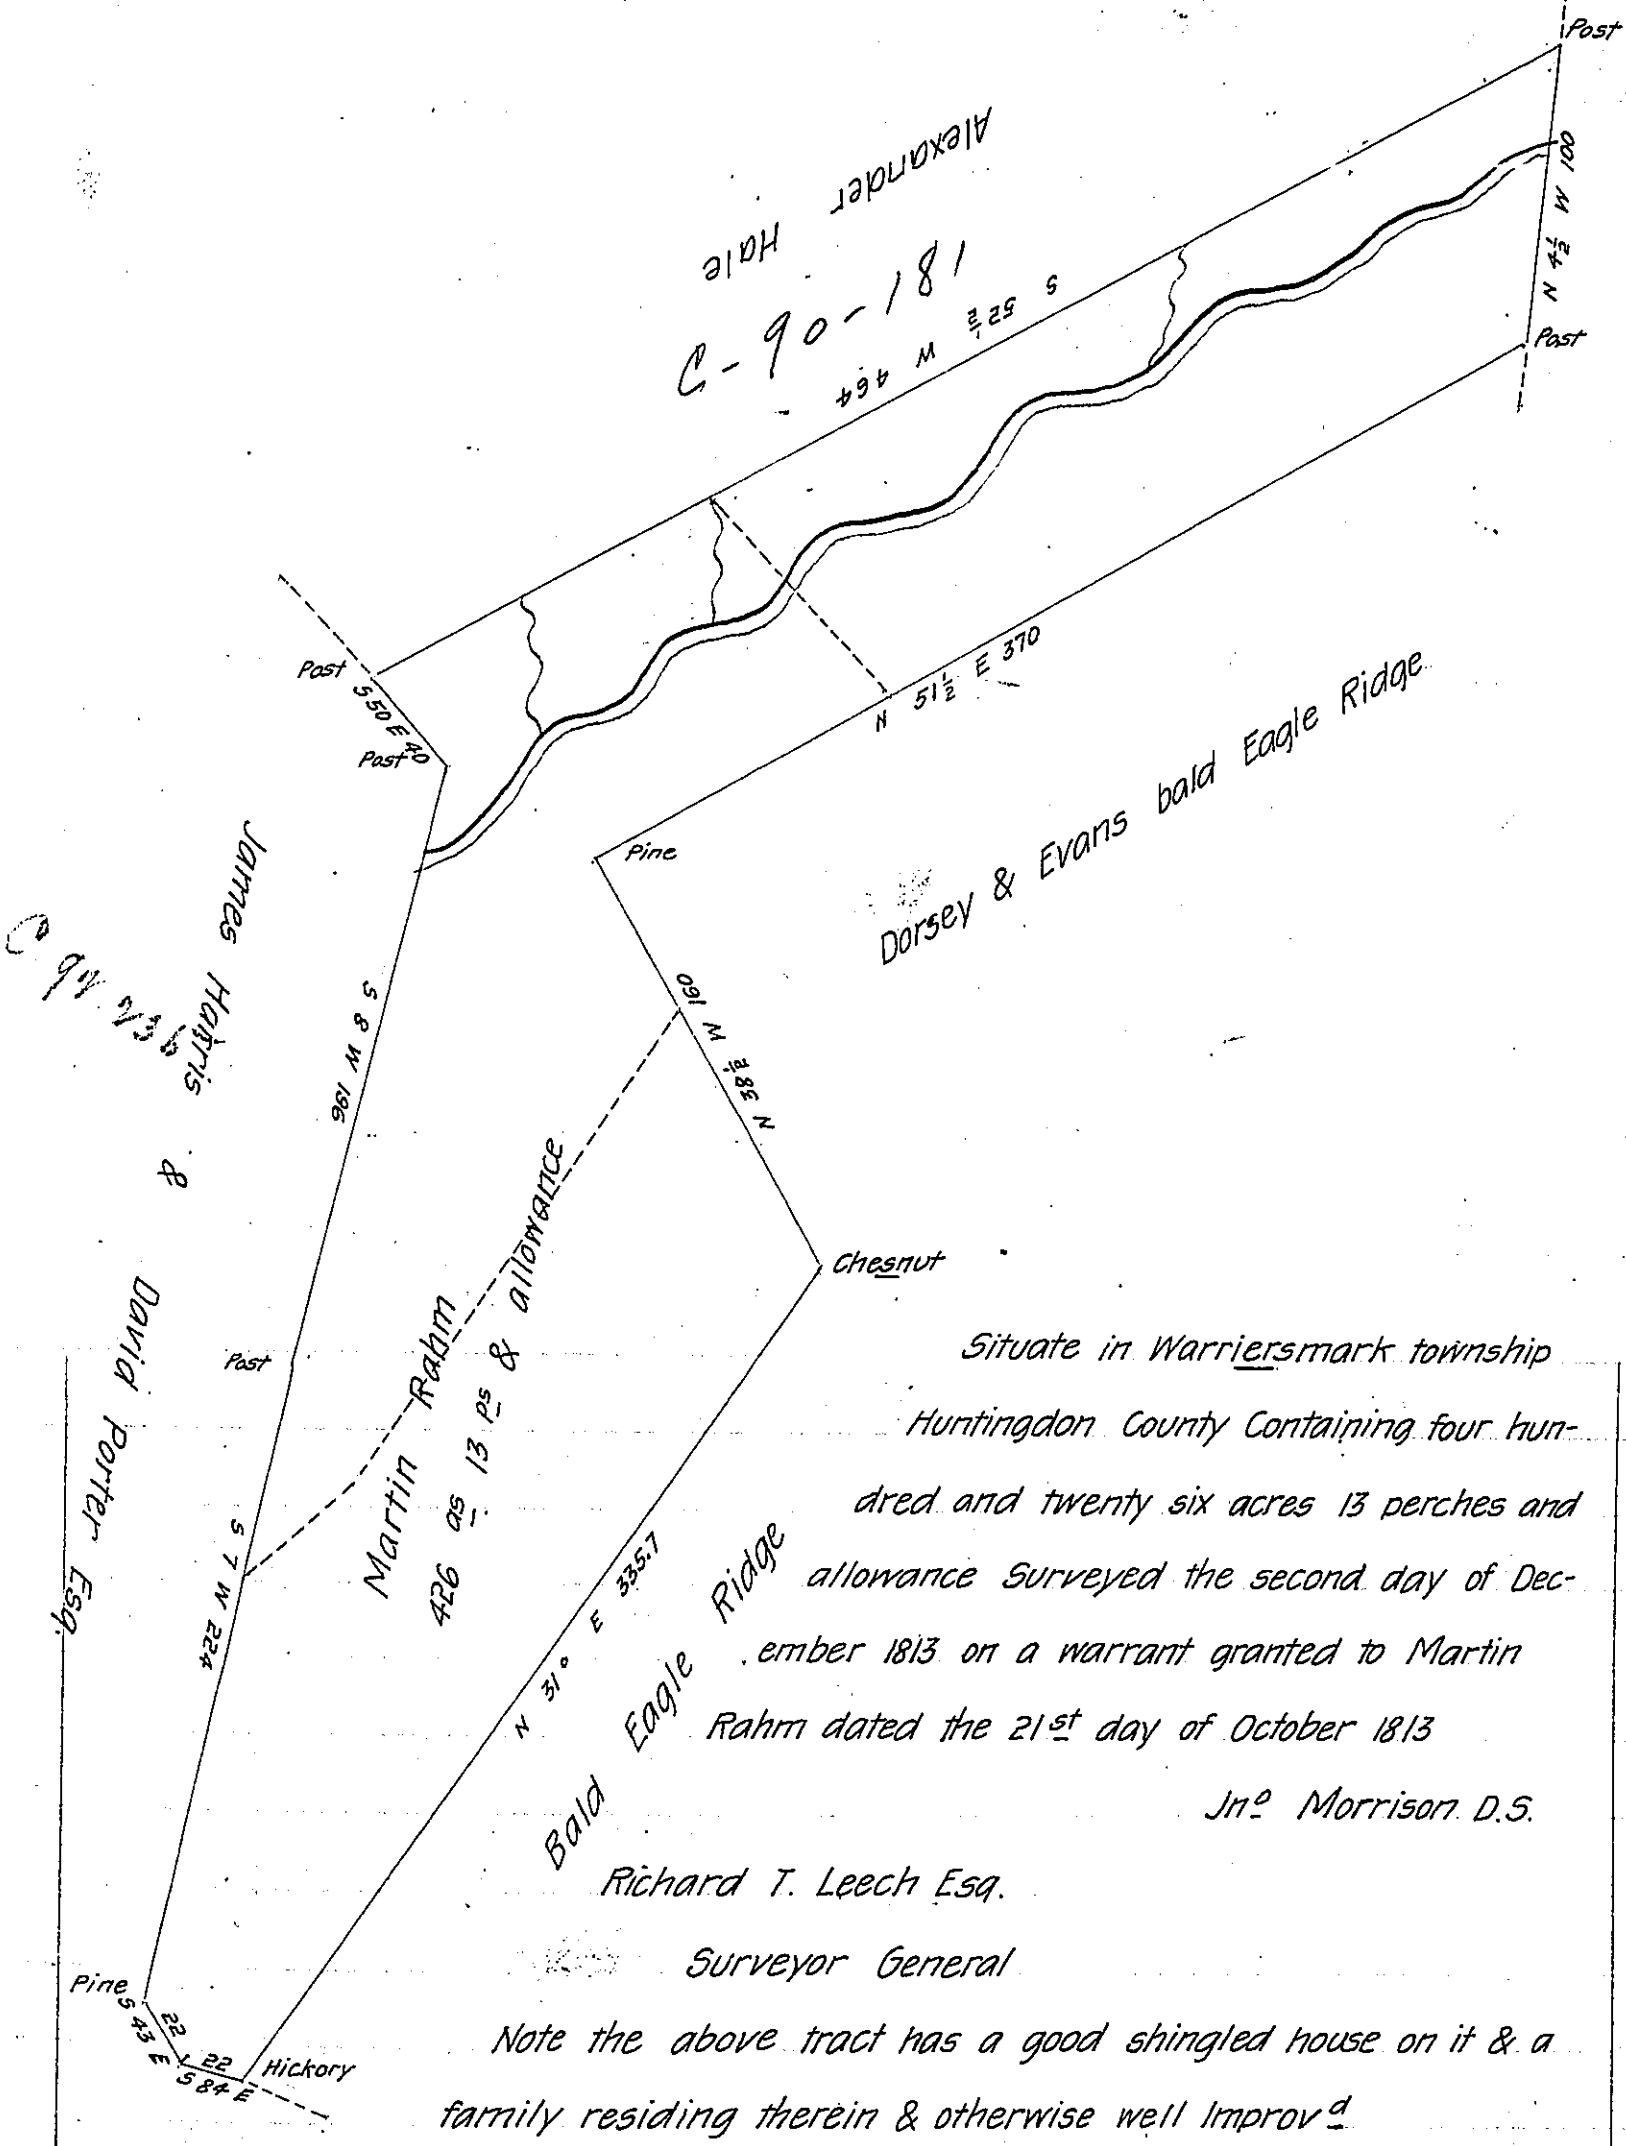 Post
Alexander Hale
C-90-181
S 52½ W 464
N 4½ W 100
Post
Post
S 50 E 40
Post
N 51½ E 370
Pine
Dorsey & Evans bald Eagle Ridge
James Harris & David Porter Esq.
S 8 W 196
N 38½ W 160
Chesnut
Post
Martin Rahm
426 as 13 ps & allowance
S 7 W 224
N 31° E 335.7
Bald Eagle Ridge
Pine
S 43 E 22
S 84 E 22
Hickory
Situate in Warriersmark township
Huntingdon County Containing four hun-
dred and twenty six acres 13 perches and
allowance Surveyed the second day of Dec-
ember 1813 on a warrant granted to Martin
Rahm dated the 21st day of October 1813
Jno Morrison D.S.
Richard T. Leech Esq.
Surveyor General
Note the above tract has a good shingled house on it & a
family residing therein & otherwise well Improvd